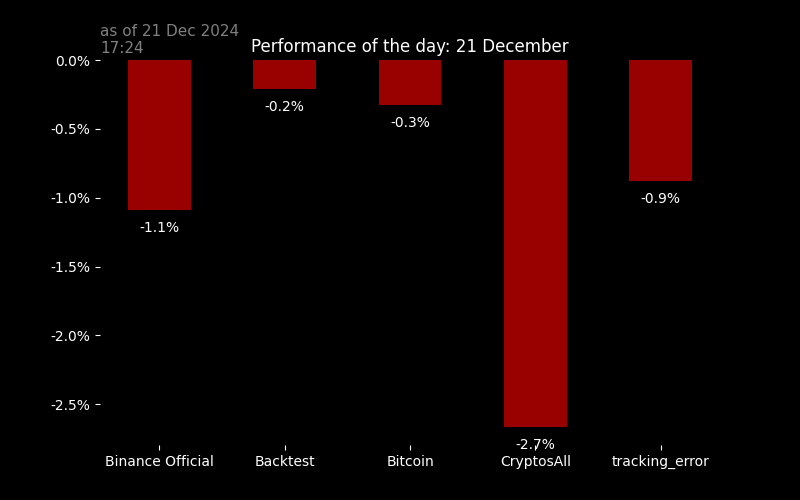 as of 21 Dec 2024
17:24
Performance of the day: 21 December
0.0%
-0.5%
-1.0%
-1.5%
-2.0%
-2.5%
-1.1%
-0.2%
-0.3%
-2.7%
-0.9%
Binance Official
Backtest
Bitcoin
CryptosAll
tracking_error